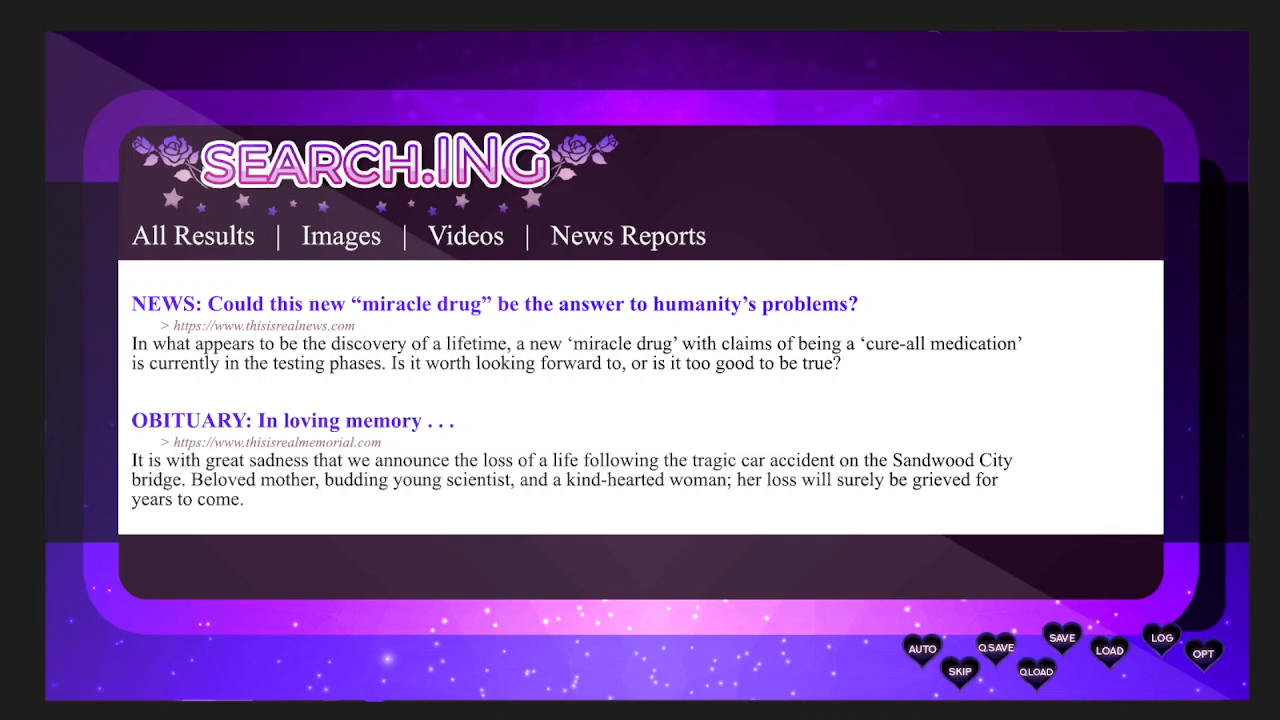 SEARCH.ING
All Results | Images | Videos | News Reports
NEWS: Could this new “miracle drug” be the answer to humanity’s problems?
> https://www.thisisrealnews.com
In what appears to be the discovery of a lifetime, a new ‘miracle drug’ with claims of being a ‘cure-all medication’
is currently in the testing phases. Is it worth looking forward to, or is it too good to be true?
OBITUARY: In loving memory . . .
> https://www.thisisrealmemorial.com
It is with great sadness that we announce the loss of a life following the tragic car accident on the Sandwood City
bridge. Beloved mother, budding young scientist, and a kind-hearted woman; her loss will surely be grieved for
years to come.
AUTO
SKIP
Q.SAVE
QLOAD
SAVE
LOAD
LOG
OPT